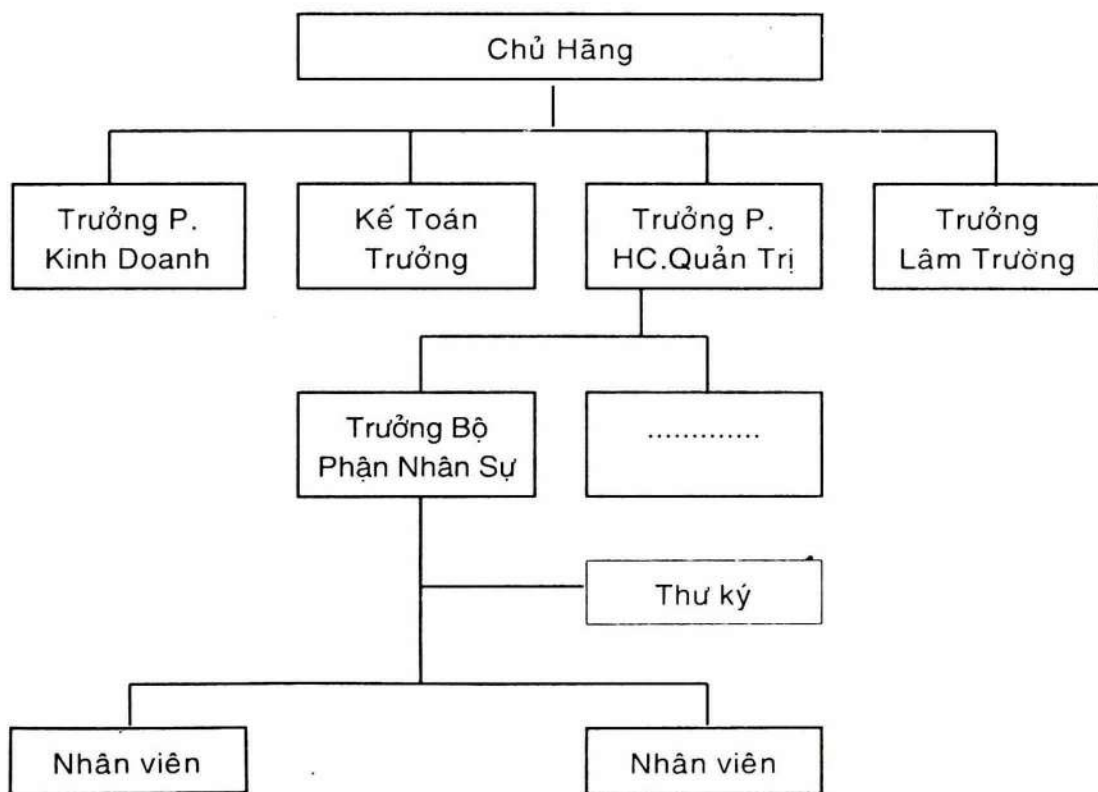 Chủ Hãng
Trưởng P.
Kinh Doanh
Kế Toán
Trưởng
Trưởng P.
HC.Quản Trị
Trưởng
Lâm Trường
Trưởng Bộ
Phận Nhân Sự
.............
Thư ký
Nhân viên
Nhân viên